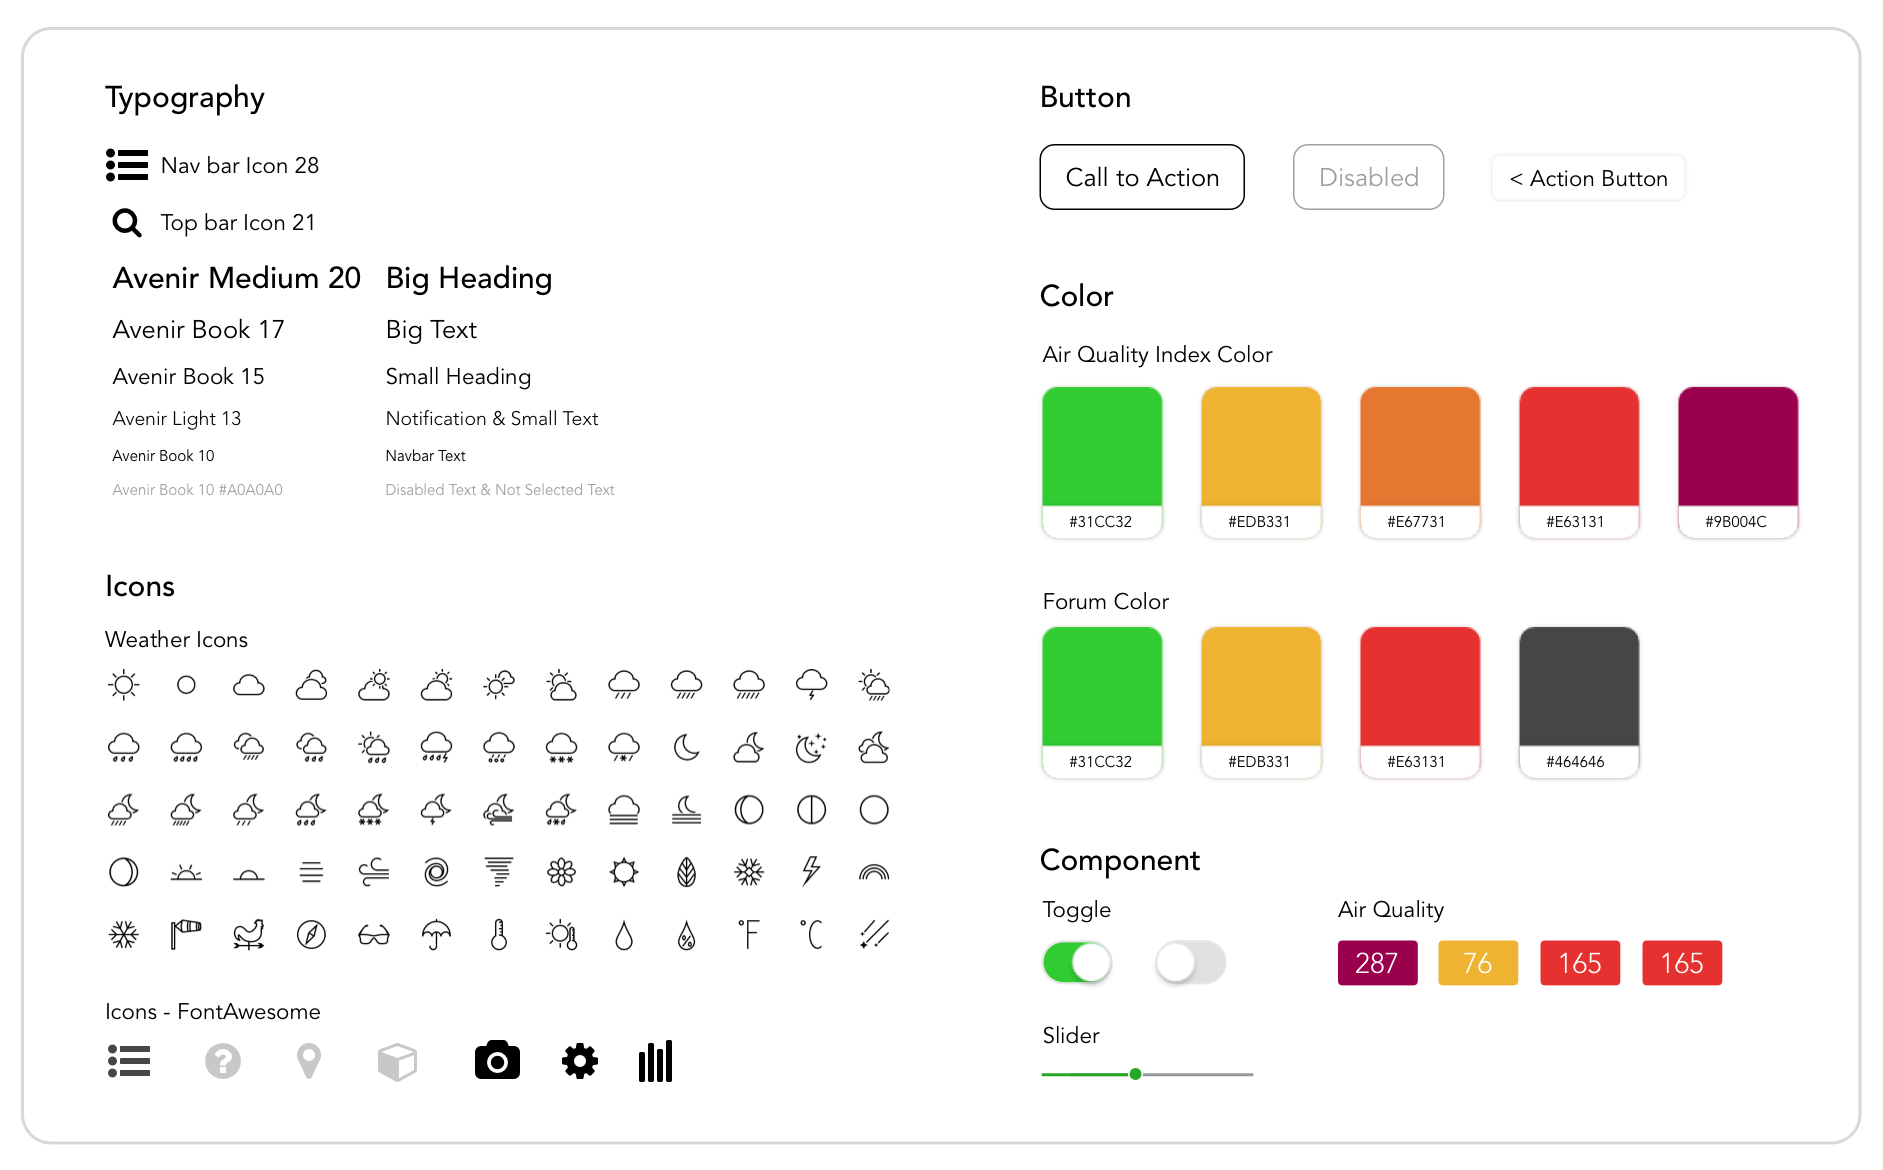 Typography
Nav bar Icon 28
Top bar Icon 21
Avenir Medium 20 Big Heading
Avenir Book 17 Big Text
Avenir Book 15 Small Heading
Avenir Light 13 Notification & Small Text
Avenir Book 10 Navbar Text
Avenir Book 10 #A0A0A0 Disabled Text & Not Selected Text
Icons
Weather Icons
°F °C
Icons - FontAwesome
Button
Call to Action Disabled < Action Button
Color
Air Quality Index Color
#31CC32 #EDB331 #E67731 #E63131 #9B004C
Forum Color
#31CC32 #EDB331 #E63131 #464646
Component
Toggle Air Quality
287 76 165 165
Slider